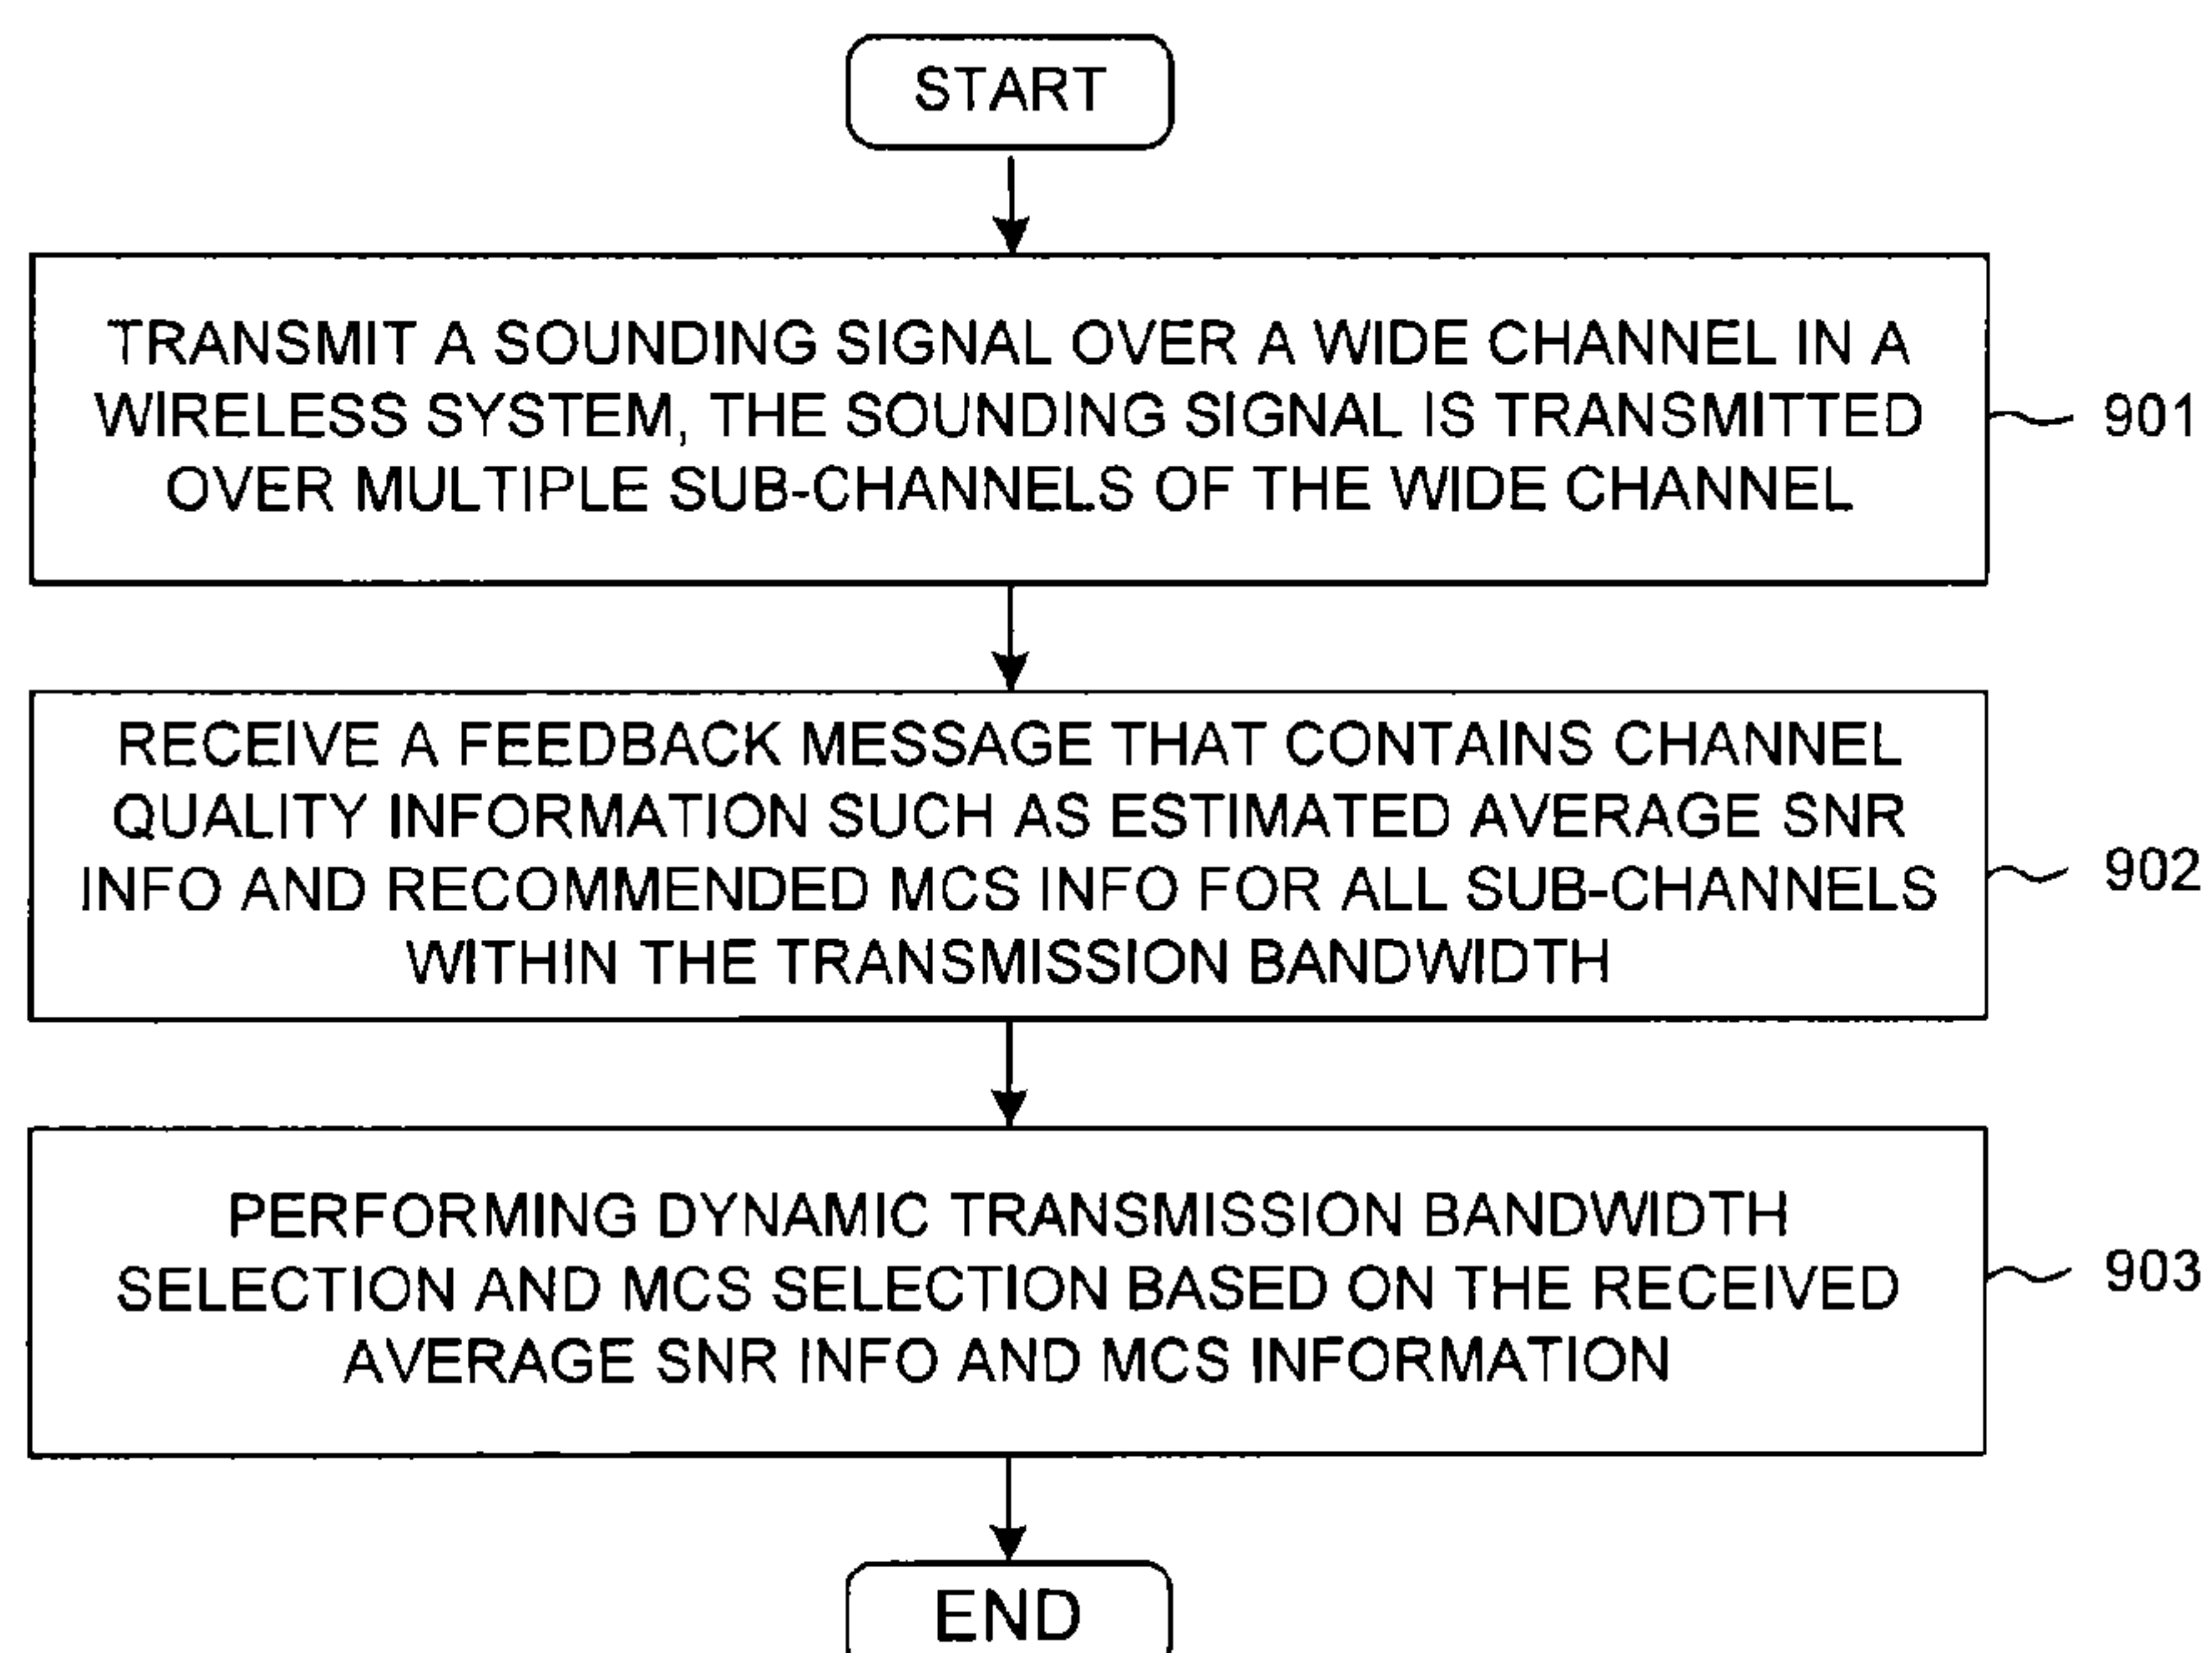 START
TRANSMIT A SOUNDING SIGNAL OVER A WIDE CHANNEL IN A
WIRELESS SYSTEM, THE SOUNDING SIGNAL IS TRANSMITTED
OVER MULTIPLE SUB-CHANNELS OF THE WIDE CHANNEL
901
RECEIVE A FEEDBACK MESSAGE THAT CONTAINS CHANNEL
QUALITY INFORMATION SUCH AS ESTIMATED AVERAGE SNR
INFO AND RECOMMENDED MCS INFO FOR ALL SUB-CHANNELS
WITHIN THE TRANSMISSION BANDWIDTH
902
PERFORMING DYNAMIC TRANSMISSION BANDWIDTH
SELECTION AND MCS SELECTION BASED ON THE RECEIVED
AVERAGE SNR INFO AND MCS INFORMATION
903
END